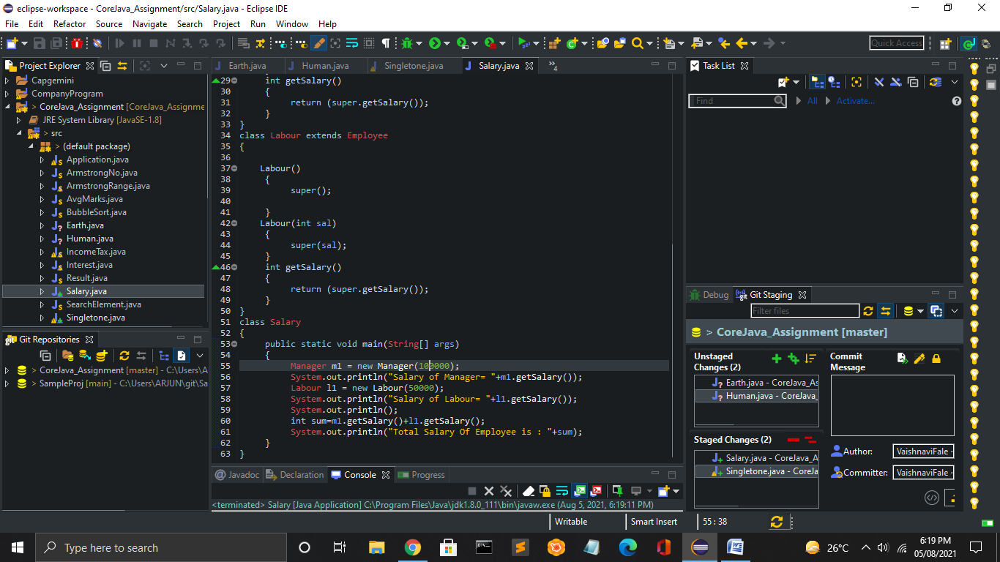 eclipse-workspace - CoreJava_Assignment/src/Salary.java - Eclipse IDE
File Edit Refactor Source Navigate Search Project Run Window Help
Quick Access
Project Explorer
Capgemini
CompanyProgram
> CoreJava_Assignment [CoreJava_Assignme
JRE System Library [JavaSE-1.8]
> src
> (default package)
Application.java
ArmstrongNo.java
ArmstrongRange.java
AvgMarks.java
BubbleSort.java
Earth.java
Human.java
IncomeTax.java
Interest.java
Result.java
Salary.java
SearchElement.java
Singletone.java
Git Repositories
> CoreJava_Assignment [master] - C:\Users\A
> SampleProj [main] - C:\Users\ARJUN\git\Sa
Earth.java Human.java Singletone.java Salary.java »4
29 int getSalary()
30 {
31 return (super.getSalary());
32 }
33 }
34 class Labour extends Employee
35 {
36
37 Labour()
38 {
39 super();
40
41 }
42 Labour(int sal)
43 {
44 super(sal);
45 }
46 int getSalary()
47 {
48 return (super.getSalary());
49 }
50 }
51 class Salary
52 {
53 public static void main(String[] args)
54 {
55 Manager m1 = new Manager(100000);
56 System.out.println("Salary of Manager= "+m1.getSalary());
57 Labour l1 = new Labour(50000);
58 System.out.println("Salary of Labour= "+l1.getSalary());
59 System.out.println();
60 int sum=m1.getSalary()+l1.getSalary();
61 System.out.println("Total Salary Of Employee is : "+sum);
62 }
63 }
@ Javadoc Declaration Console Progress
<terminated> Salary [Java Application] C:\Program Files\Java\jdk1.8.0_111\bin\javaw.exe (Aug 5, 2021, 6:19:11 PM)
Task List
Find All Activate...
Debug Git Staging
Filter files
> CoreJava_Assignment [master]
Unstaged Changes (2)
Earth.java - CoreJava_As
Human.java - CoreJava_
Staged Changes (2)
Salary.java - CoreJava_A
Singletone.java - CoreJa
Commit Message
Author: VaishnaviFale
Committer: VaishnaviFale
Writable Smart Insert 55 : 38
Type here to search
26°C
6:19 PM
05/08/2021